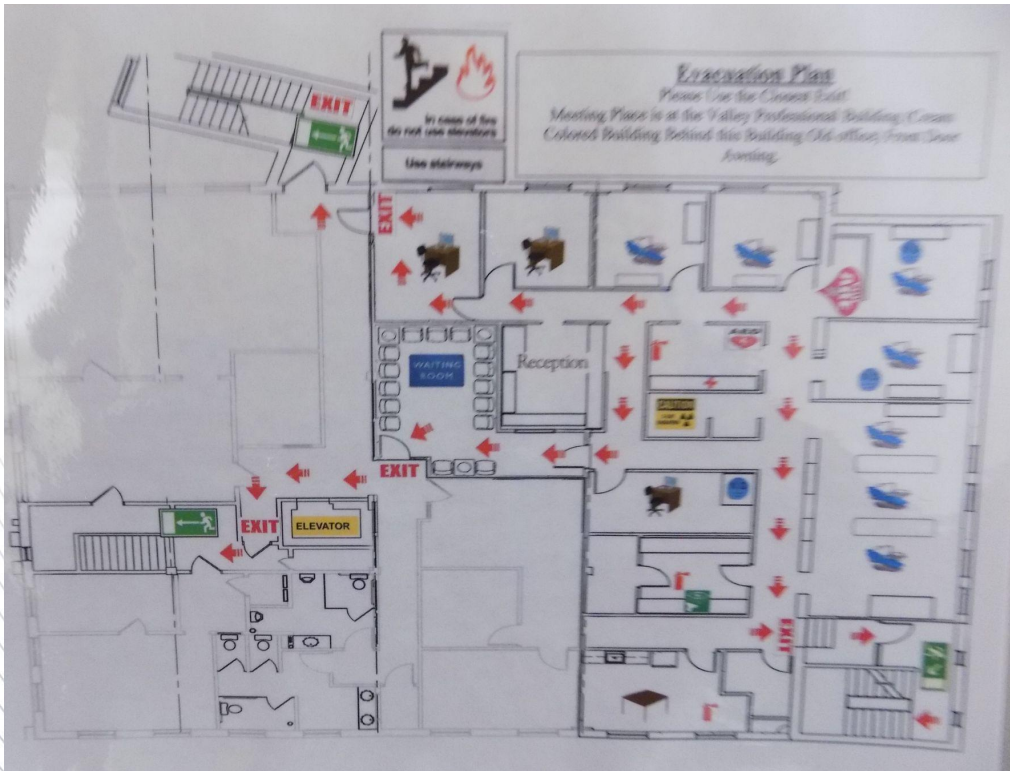 In case of fire
do not use elevators
Use stairways
Evacuation Plan
Please Use the Closest Exit
Meeting Place is at the Valley Professional Building (Cream
Colored Building Behind this Building Old offices) Front Door
Awning.
EXIT
EXIT
AED
WAITING
ROOM
Reception
CAUTION
EXIT
EXIT
ELEVATOR
EXIT